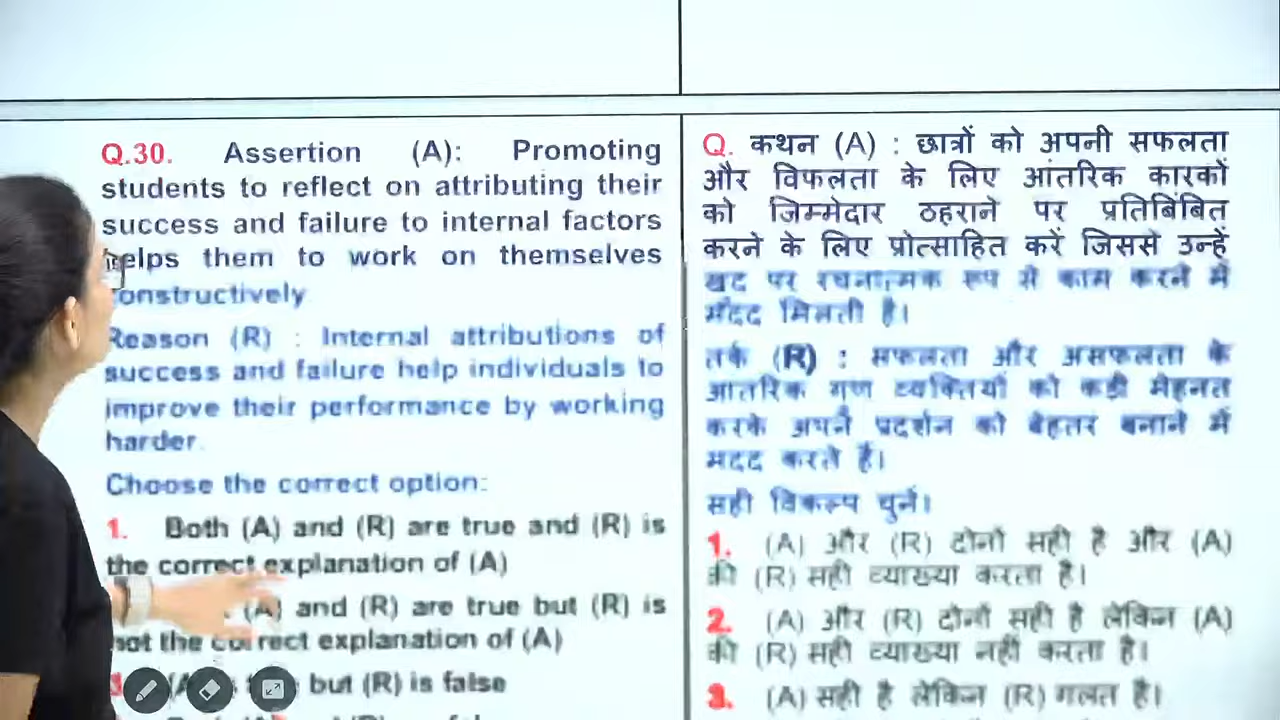 Q.30. Assertion (A): Promoting
students to reflect on attributing their
success and failure to internal factors
helps them to work on themselves
constructively
Reason (R) : Internal attributions of
success and failure help individuals to
improve their performance by working
harder.
Choose the correct option:
1. Both (A) and (R) are true and (R) is
the correct explanation of (A)
(A) and (R) are true but (R) is
not the correct explanation of (A)
but (R) is false
Q. कथन (A) : छात्रों को अपनी सफलता
और विफलता के लिए आंतरिक कारकों
को जिम्मेदार ठहराने पर प्रतिबिंबित
करने के लिए प्रोत्साहित करें जिससे उन्हें
खुद पर रचनात्मक रूप से काम करने में
मदद मिलती है।
तर्क (R) : सफलता और असफलता के
आंतरिक गुण व्यक्तियों को कड़ी मेहनत
करके अपने प्रदर्शन को बेहतर बनाने में
मदद करते हैं।
सही विकल्प चुनें।
1. (A) और (R) दोनों सही है और (A)
की (R) सही व्याख्या करता है।
2. (A) और (R) दोनों सही है लेकिन (A)
की (R) सही व्याख्या नहीं करता है।
3. (A) सही है लेकिन (R) गलत है।